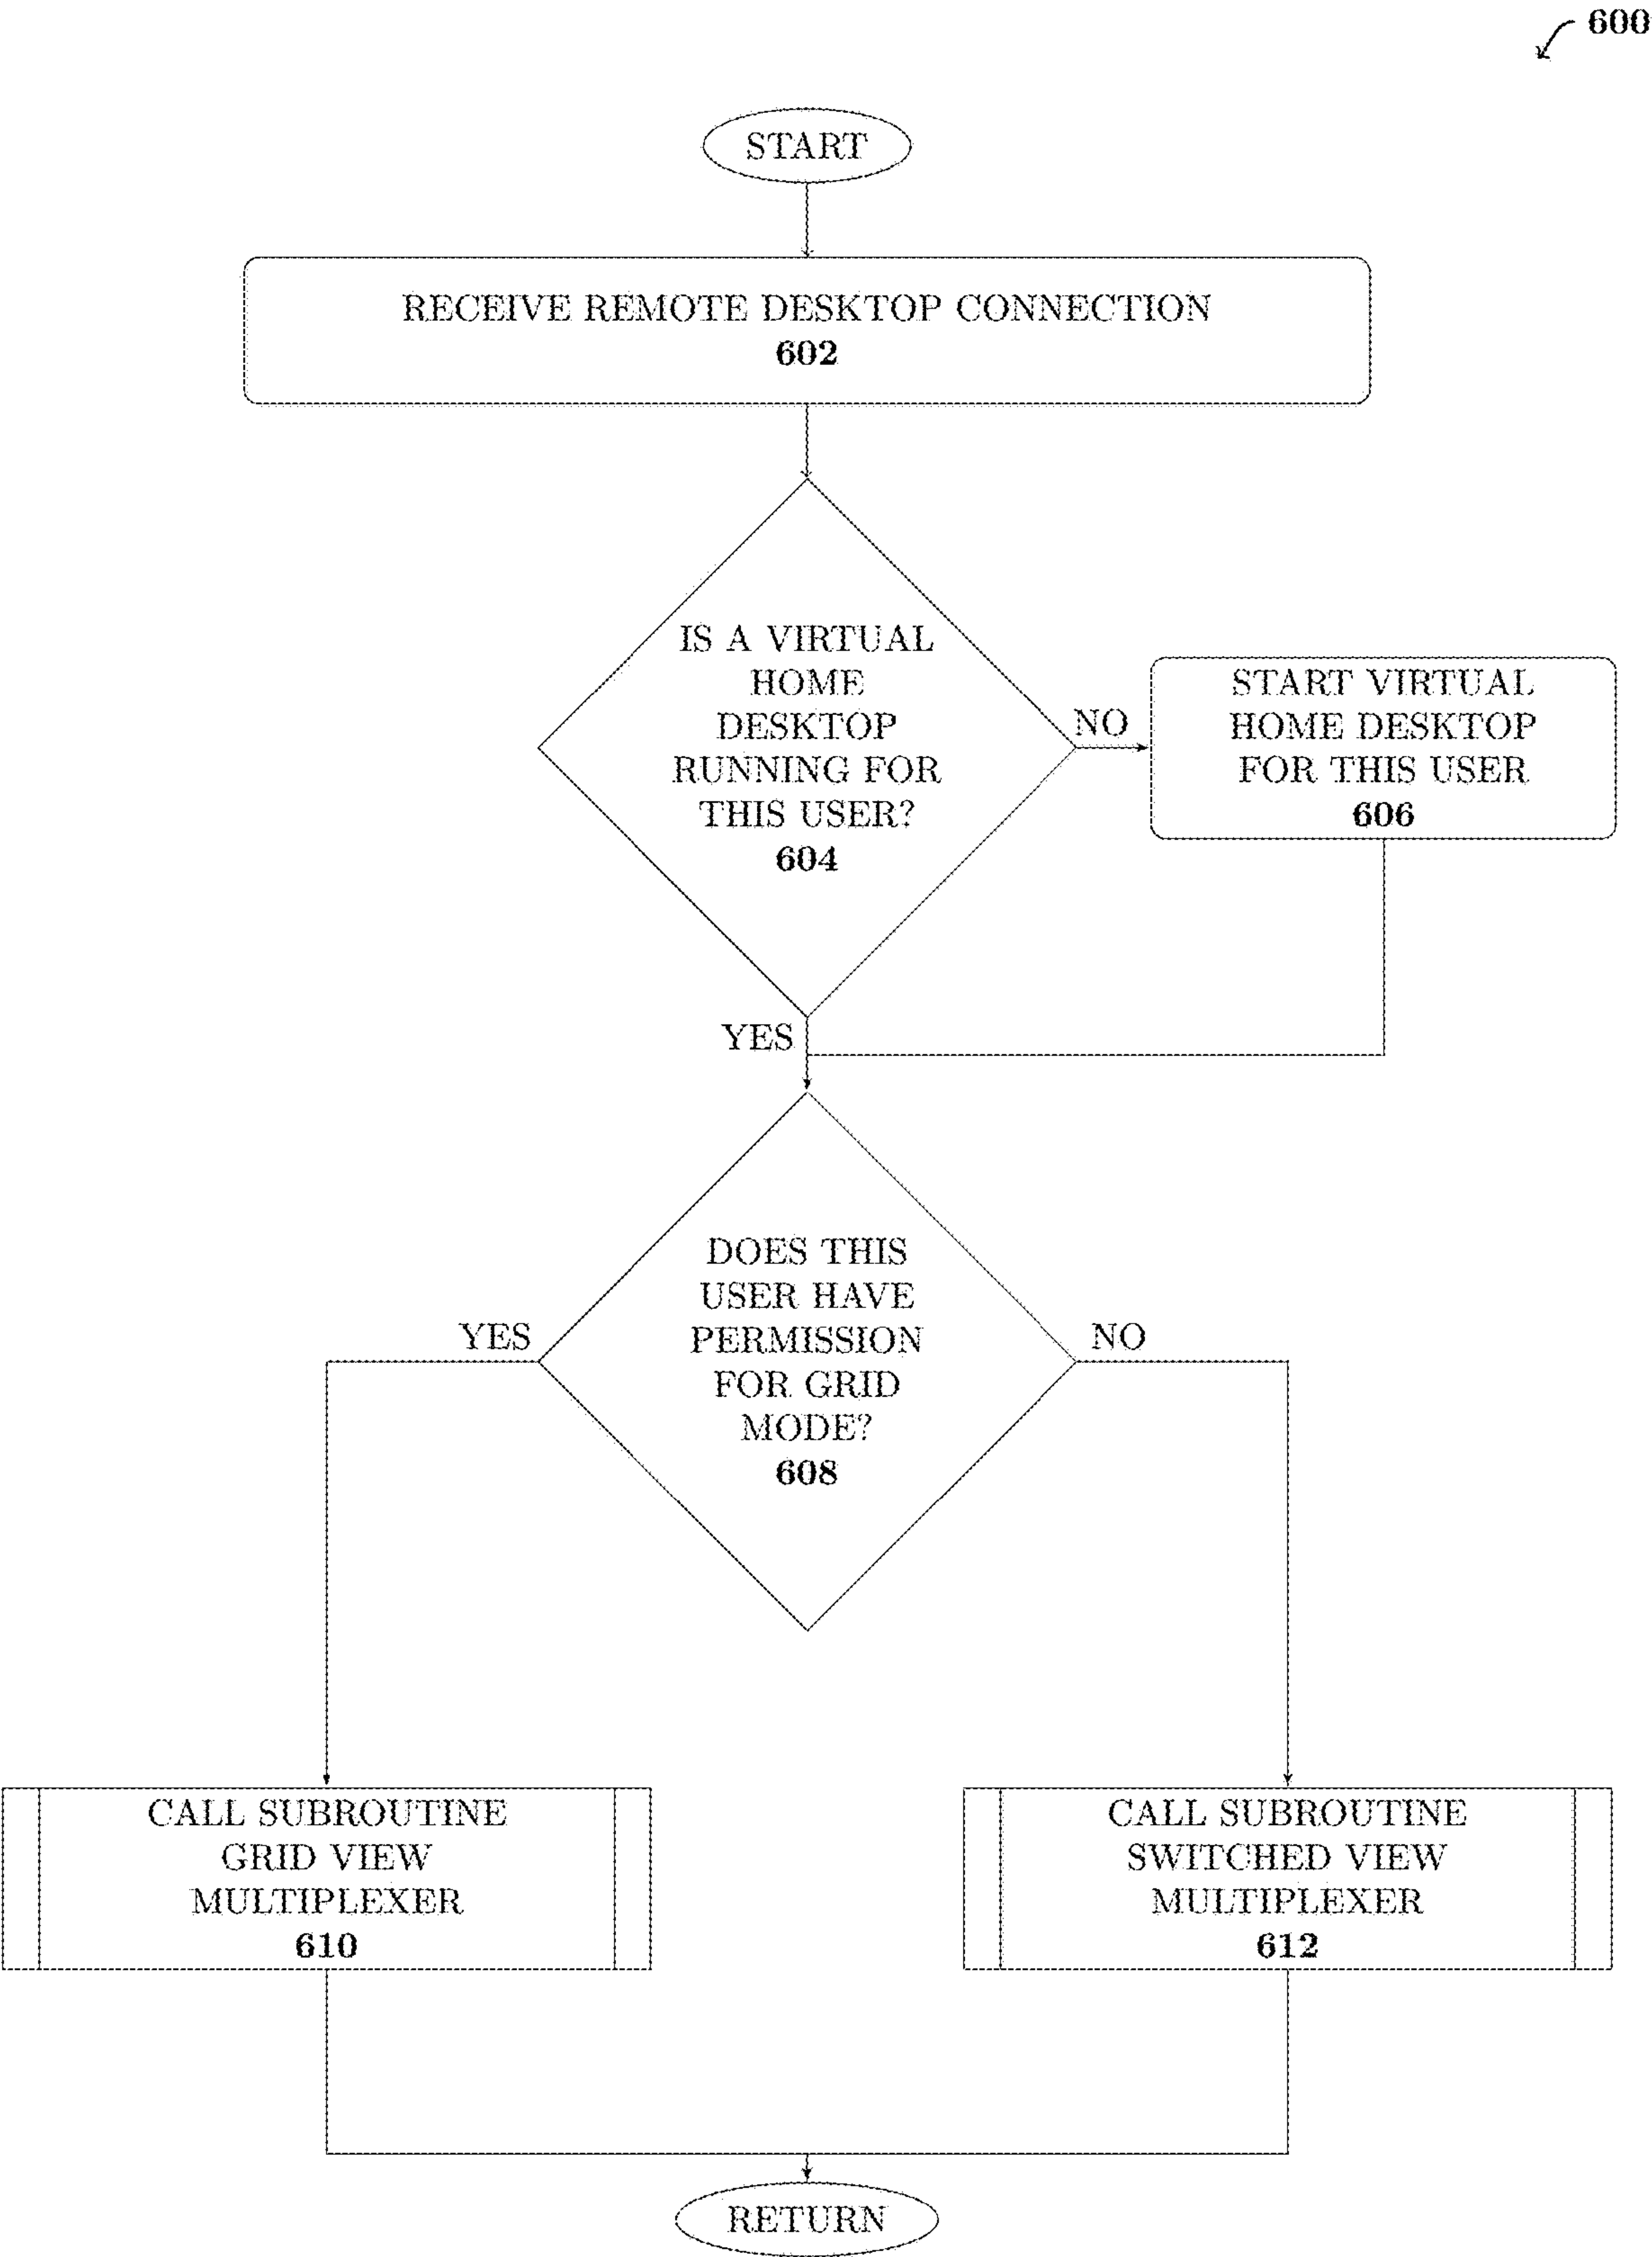 600
START
RECEIVE REMOTE DESKTOP CONNECTION
602
IS A VIRTUAL
HOME
DESKTOP
RUNNING FOR
THIS USER?
604
NO
START VIRTUAL
HOME DESKTOP
FOR THIS USER
606
YES
DOES THIS
USER HAVE
PERMISSION
FOR GRID
MODE?
608
YES
NO
CALL SUBROUTINE
GRID VIEW
MULTIPLEXER
610
CALL SUBROUTINE
SWITCHED VIEW
MULTIPLEXER
612
RETURN